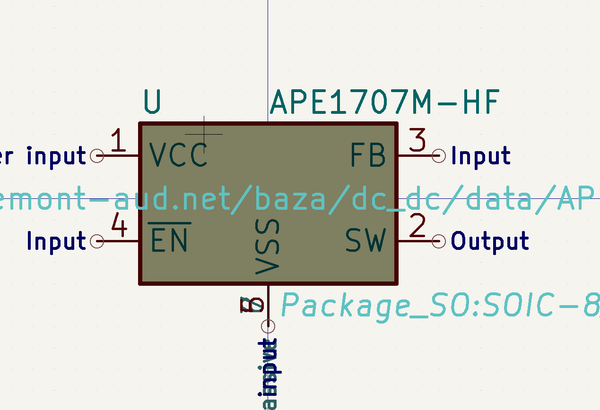 U APE1707M-HF
er input 1 VCC FB 3 Input
emont-aud.net/baza/dc_dc/data/AP
Input 4 EN SW 2 Output
VSS
Package_SO:SOIC-8
input